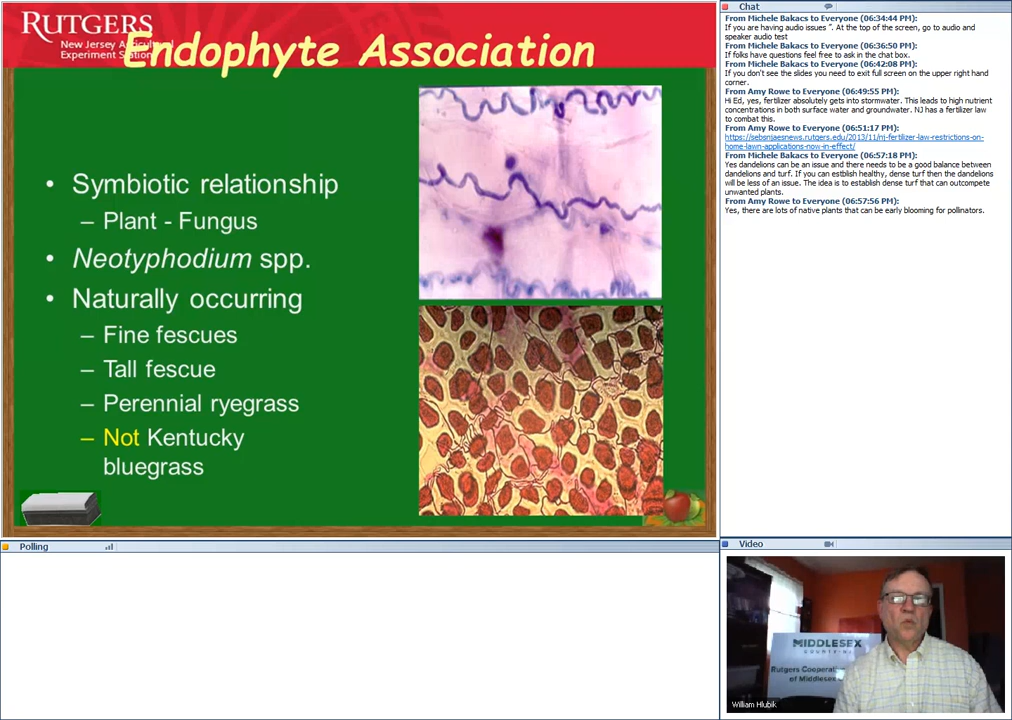 RUTGERS
New Jersey Agricultural
Experiment Station
Endophyte Association
• Symbiotic relationship
– Plant - Fungus
• Neotyphodium spp.
• Naturally occurring
– Fine fescues
– Tall fescue
– Perennial ryegrass
– Not Kentucky
bluegrass
Polling
Chat
From Michele Bakacs to Everyone (06:34:44 PM):
If you are having audio issues ". At the top of the screen, go to audio and
speaker audio test
From Michele Bakacs to Everyone (06:36:50 PM):
If folks have questions feel free to ask in the chat box.
From Michele Bakacs to Everyone (06:42:08 PM):
If you don't see the slides you need to exit full screen on the upper right hand
corner.
From Amy Rowe to Everyone (06:49:55 PM):
Hi Ed, yes, fertilizer absolutely gets into stormwater. This leads to high nutrient
concentrations in both surface water and groundwater. NJ has a fertilizer law
to combat this.
From Amy Rowe to Everyone (06:51:17 PM):
https://sebsnjaesnews.rutgers.edu/2013/11/nj-fertilizer-law-restrictions-on-
home-lawn-applications-now-in-effect/
From Michele Bakacs to Everyone (06:57:18 PM):
Yes dandelions can be an issue and there needs to be a good balance between
dandelions and turf. If you can estblish healthy, dense turf then the dandelions
will be less of an issue. The idea is to establish dense turf that can outcompete
unwanted plants.
From Amy Rowe to Everyone (06:57:56 PM):
Yes, there are lots of native plants that can be early blooming for pollinators.
Video
MIDDLESEX
Rutgers Coopera
of Middlesex
William Hlubik